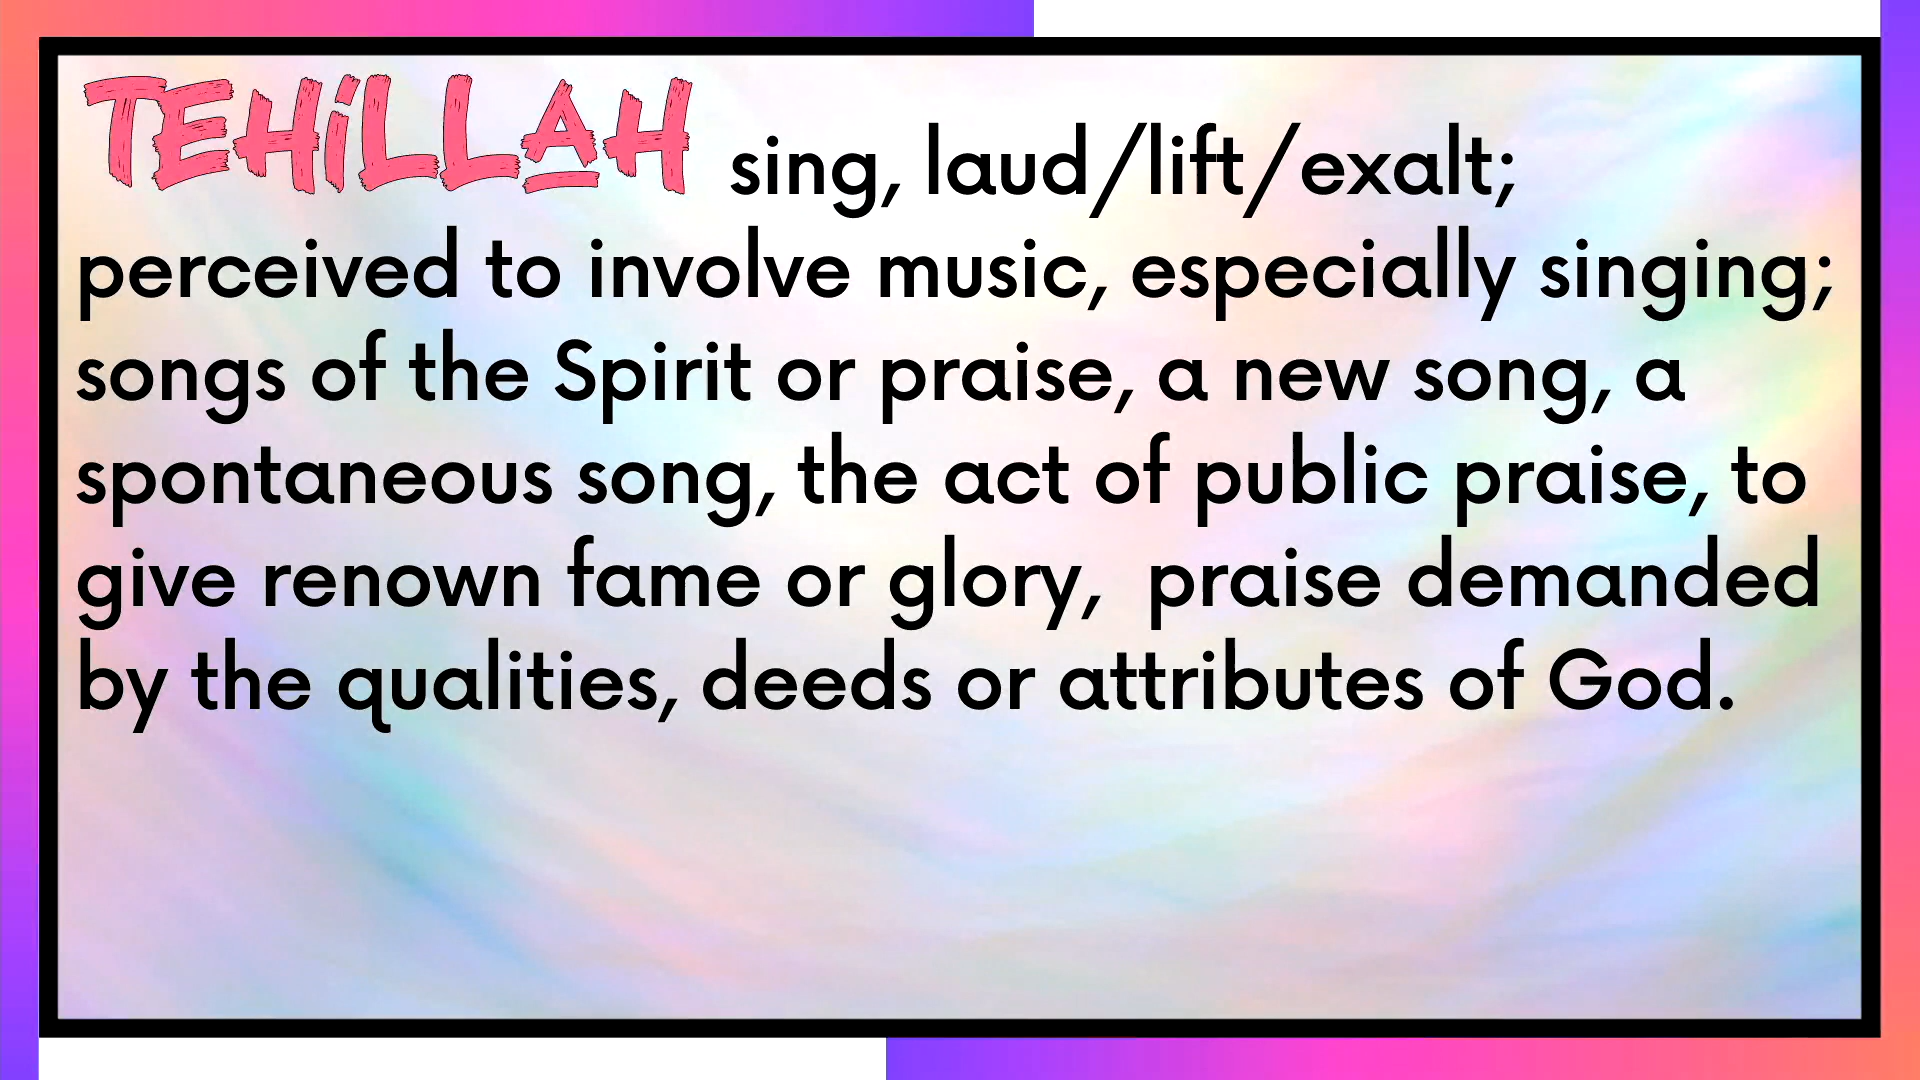 TEHiLLAH sing, laud/lift/exalt;
perceived to involve music, especially singing;
songs of the Spirit or praise, a new song, a
spontaneous song, the act of public praise, to
give renown fame or glory,  praise demanded
by the qualities, deeds or attributes of God.